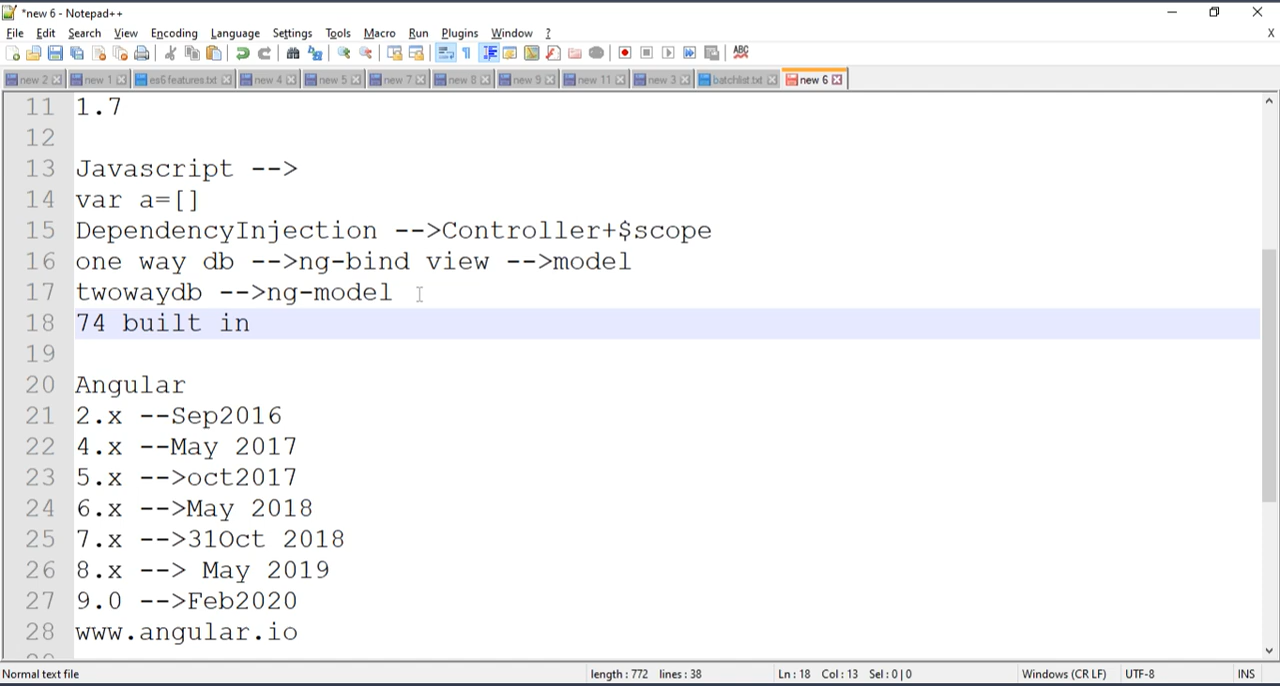 *new 6 - Notepad++
File Edit Search View Encoding Language Settings Tools Macro Run Plugins Window ? X
new 2 new 1 es6 features.txt new 4 new 5 new 7 new 8 new 9 new 11 new 3 batchlist.txt new 6
11 1.7
12
13 Javascript -->
14 var a=[]
15 DependencyInjection -->Controller+$scope
16 one way db -->ng-bind view -->model
17 twowaydb -->ng-model
18 74 built in
19
20 Angular
21 2.x --Sep2016
22 4.x --May 2017
23 5.x -->oct2017
24 6.x -->May 2018
25 7.x -->31Oct 2018
26 8.x --> May 2019
27 9.0 -->Feb2020
28 www.angular.io
Normal text file length : 772 lines : 38 Ln : 18 Col : 13 Sel : 0 | 0 Windows (CR LF) UTF-8 INS